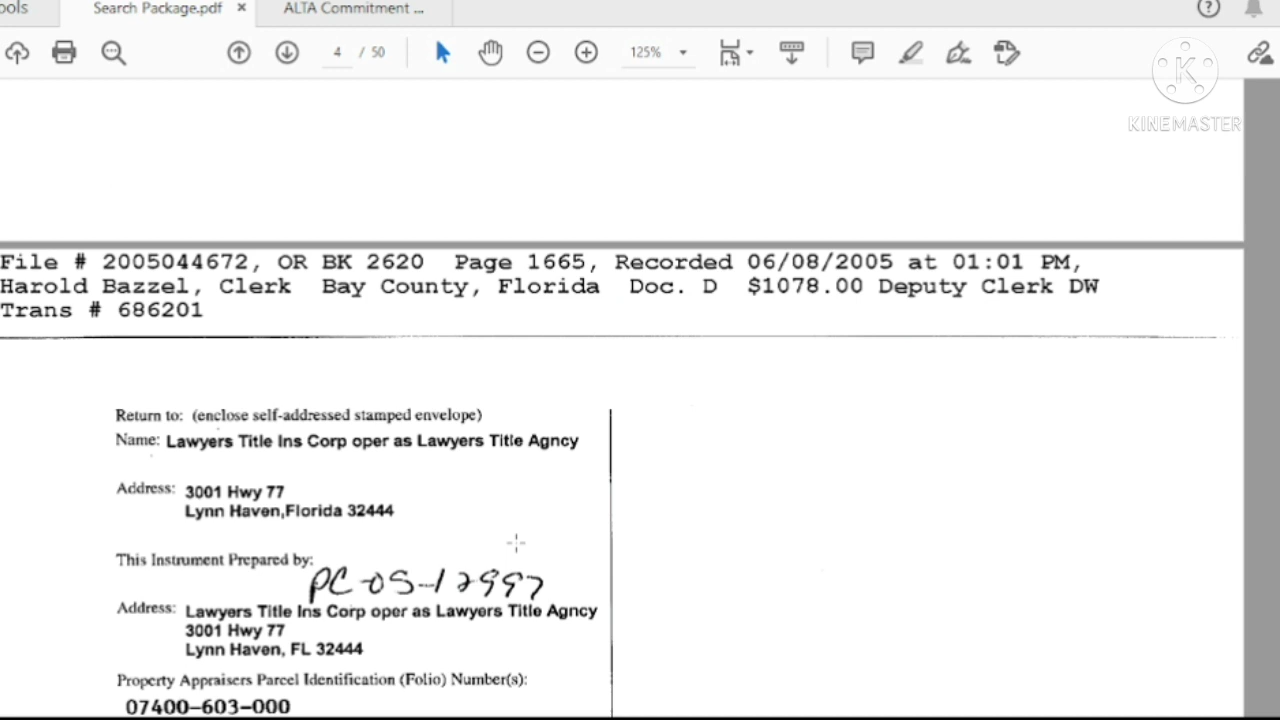 ools
Search Package.pdf × ALTA Commitment ...
4 / 50 125%
KINEMASTER
File # 2005044672, OR BK 2620 Page 1665, Recorded 06/08/2005 at 01:01 PM,
Harold Bazzel, Clerk Bay County, Florida Doc. D $1078.00 Deputy Clerk DW
Trans # 686201
Return to: (enclose self-addressed stamped envelope)
Name: Lawyers Title Ins Corp oper as Lawyers Title Agncy
Address: 3001 Hwy 77
Lynn Haven,Florida 32444
This Instrument Prepared by:
PC-05-12997
Address: Lawyers Title Ins Corp oper as Lawyers Title Agncy
3001 Hwy 77
Lynn Haven, FL 32444
Property Appraisers Parcel Identification (Folio) Number(s):
07400-603-000